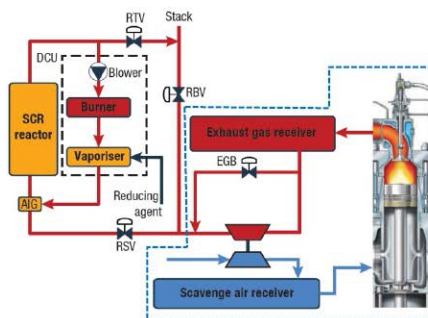 RTV
Stack
DCU
Blower
RBV
SCR
reactor
Burner
Exhaust gas receiver
Vaporiser
EGB
Reducing
agent
AIG
RSV
Scavenge air receiver